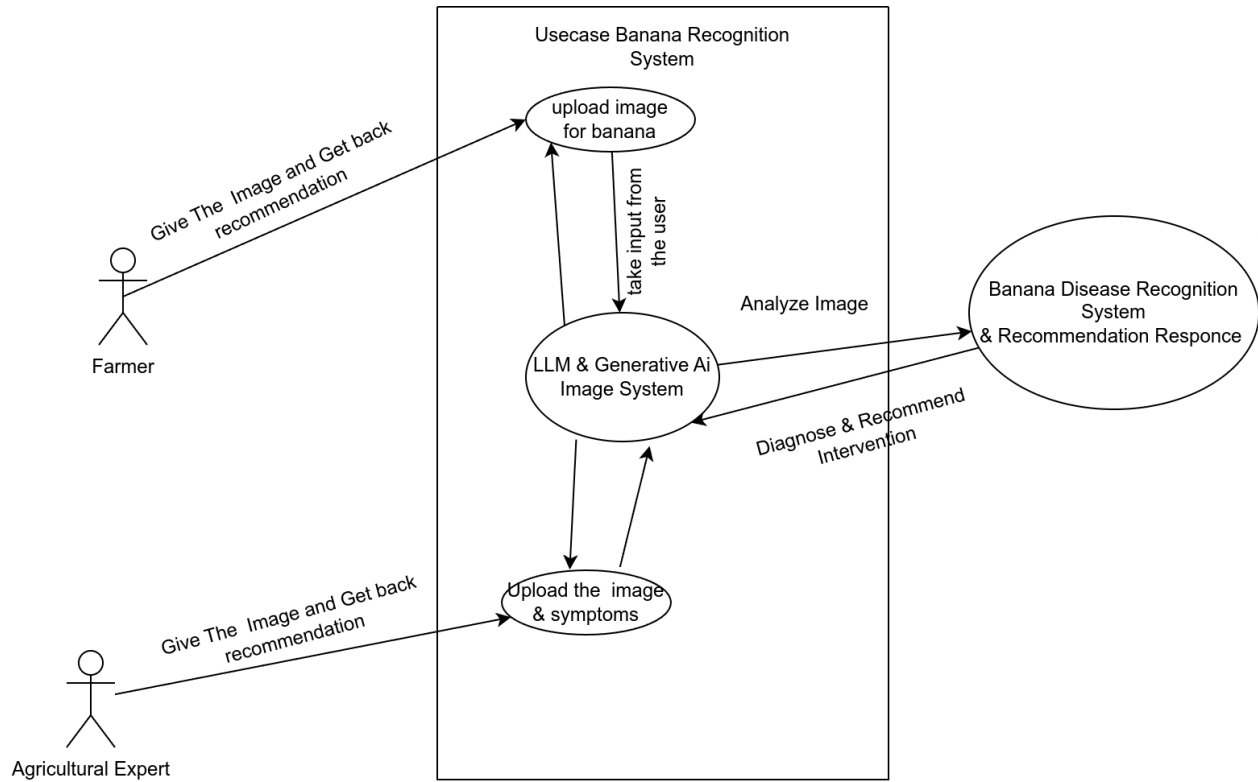 Usecase Banana Recognition
System
upload image
for banana
Give The  Image and Get back
recommendation
take input from
the user
Farmer
LLM & Generative Ai
Image System
Analyze Image
Banana Disease Recognition
System
& Recommendation Responce
Diagnose & Recommend
Intervention
Upload the  image
& symptoms
Give The  Image and Get back
recommendation
Agricultural Expert